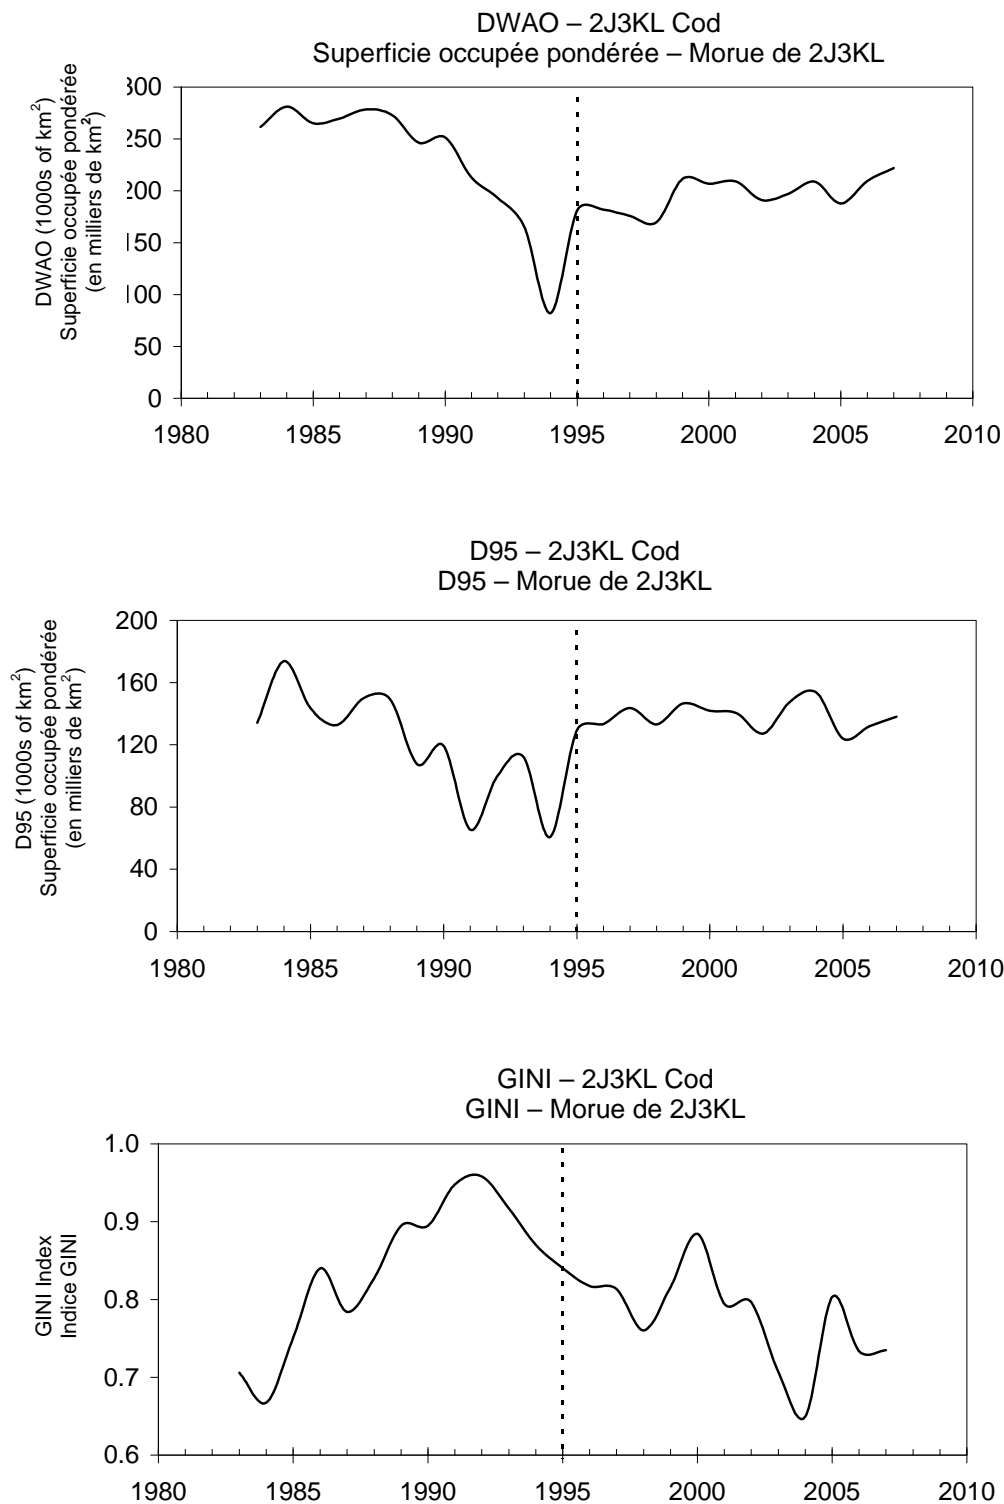 DWAO – 2J3KL Cod
Superficie occupée pondérée – Morue de 2J3KL
DWAO (1000s of km²)
Superficie occupée pondérée
(en milliers de km²)
300
250
200
150
100
50
0
1980 1985 1990 1995 2000 2005 2010
D95 – 2J3KL Cod
D95 – Morue de 2J3KL
D95 (1000s of km²)
Superficie occupée pondérée
(en milliers de km²)
200
160
120
80
40
0
1980 1985 1990 1995 2000 2005 2010
GINI – 2J3KL Cod
GINI – Morue de 2J3KL
GINI Index
Indice GINI
1.0
0.9
0.8
0.7
0.6
1980 1985 1990 1995 2000 2005 2010